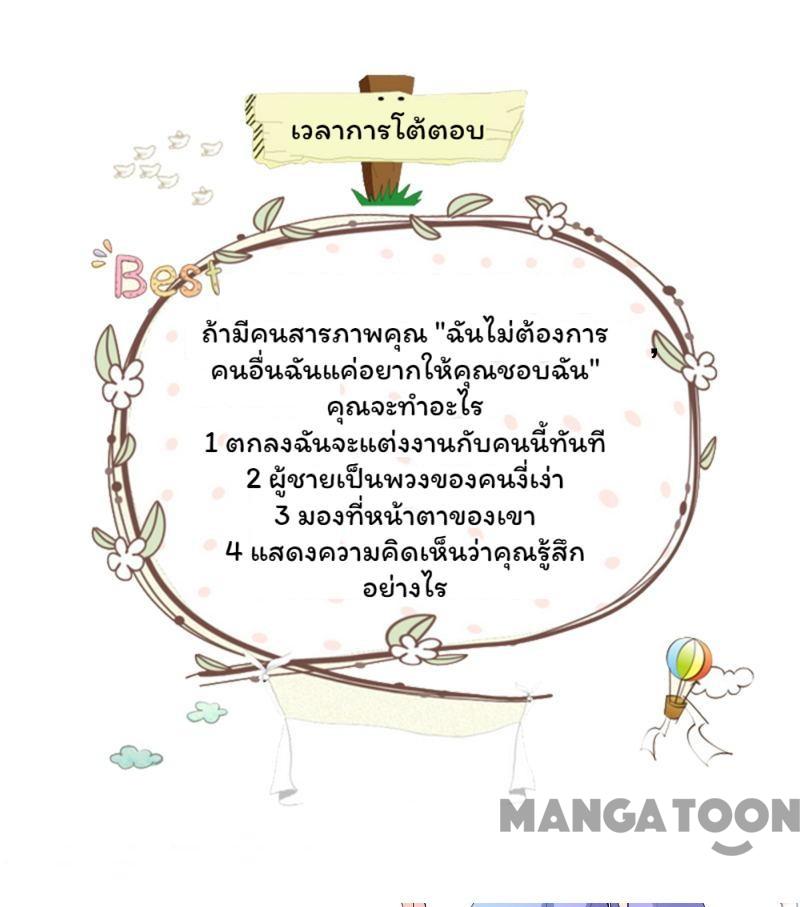 เวลาการโต้ตอบ
Best
ถ้ามีคนสารภาพคุณ "ฉันไม่ต้องการ ,
คนอื่นฉันแค่อยากให้คุณชอบฉัน"
คุณจะทำอะไร
1 ตกลงฉันจะแต่งงานกับคนนี้ทันที
2 ผู้ชายเป็นพวงของคนงี่เง่า
3 มองที่หน้าตาของเขา
4 แสดงความคิดเห็นว่าคุณรู้สึก
อย่างไร
MANGATOON